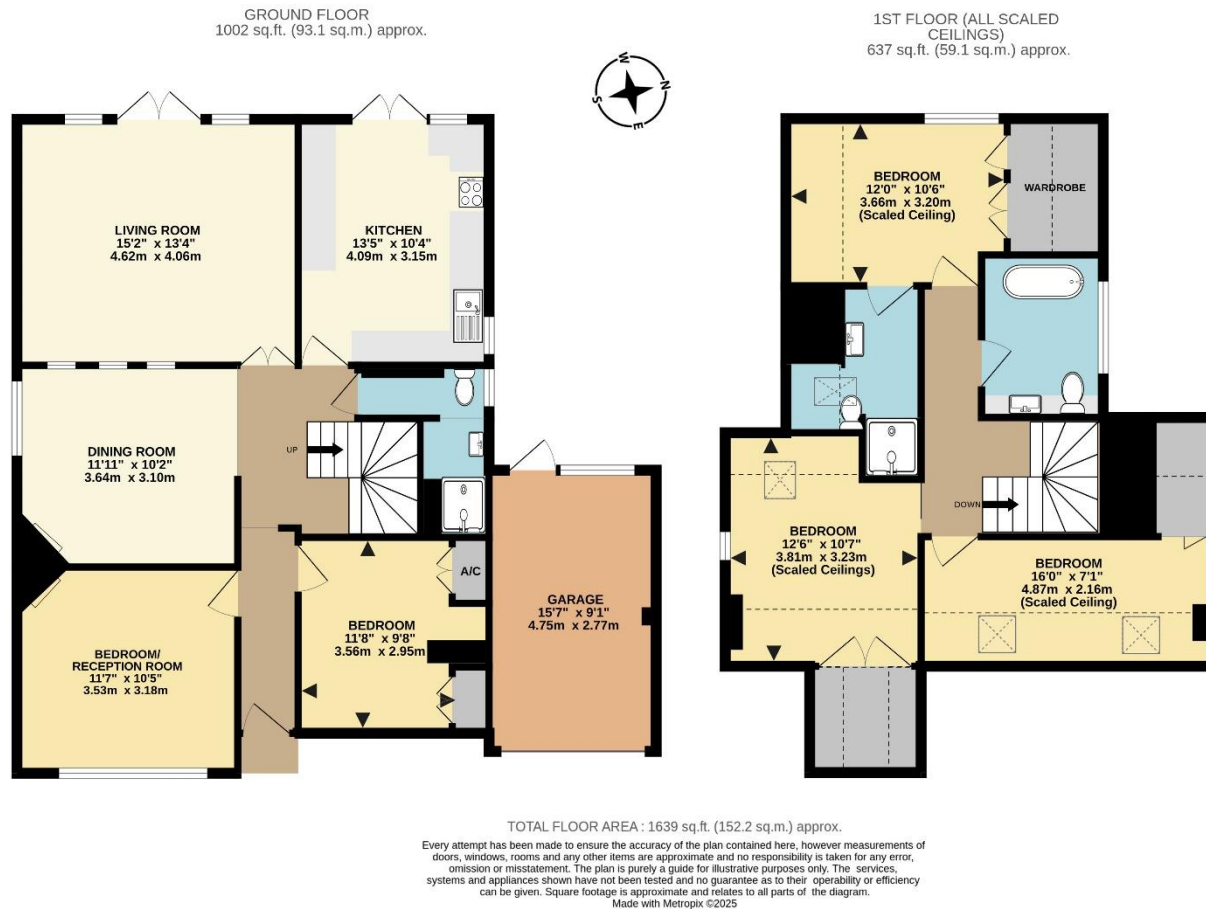 GROUND FLOOR
1002 sq.ft. (93.1 sq.m.) approx.
W
N
S
E
LIVING ROOM
15'2" x 13'4"
4.62m x 4.06m
KITCHEN
13'5" x 10'4"
4.09m x 3.15m
DINING ROOM
11'11" x 10'2"
3.64m x 3.10m
UP
BEDROOM/
RECEPTION ROOM
11'7" x 10'5"
3.53m x 3.18m
BEDROOM
11'8" x 9'8"
3.56m x 2.95m
A/C
GARAGE
15'7" x 9'1"
4.75m x 2.77m
1ST FLOOR (ALL SCALED
CEILINGS)
637 sq.ft. (59.1 sq.m.) approx.
BEDROOM
12'0" x 10'6"
3.66m x 3.20m
(Scaled Ceiling)
WARDROBE
BEDROOM
12'6" x 10'7"
3.81m x 3.23m
(Scaled Ceilings)
DOWN
BEDROOM
16'0" x 7'1"
4.87m x 2.16m
(Scaled Ceiling)
TOTAL FLOOR AREA : 1639 sq.ft. (152.2 sq.m.) approx.
Every attempt has been made to ensure the accuracy of the plan contained here, however measurements of
doors, windows, rooms and any other items are approximate and no responsibility is taken for any error,
omission or misstatement. The plan is purely a guide for illustrative purposes only. The services,
systems and appliances shown have not been tested and no guarantee as to their operability or efficiency
can be given. Square footage is approximate and relates to all parts of the diagram.
Made with Metropix ©2025